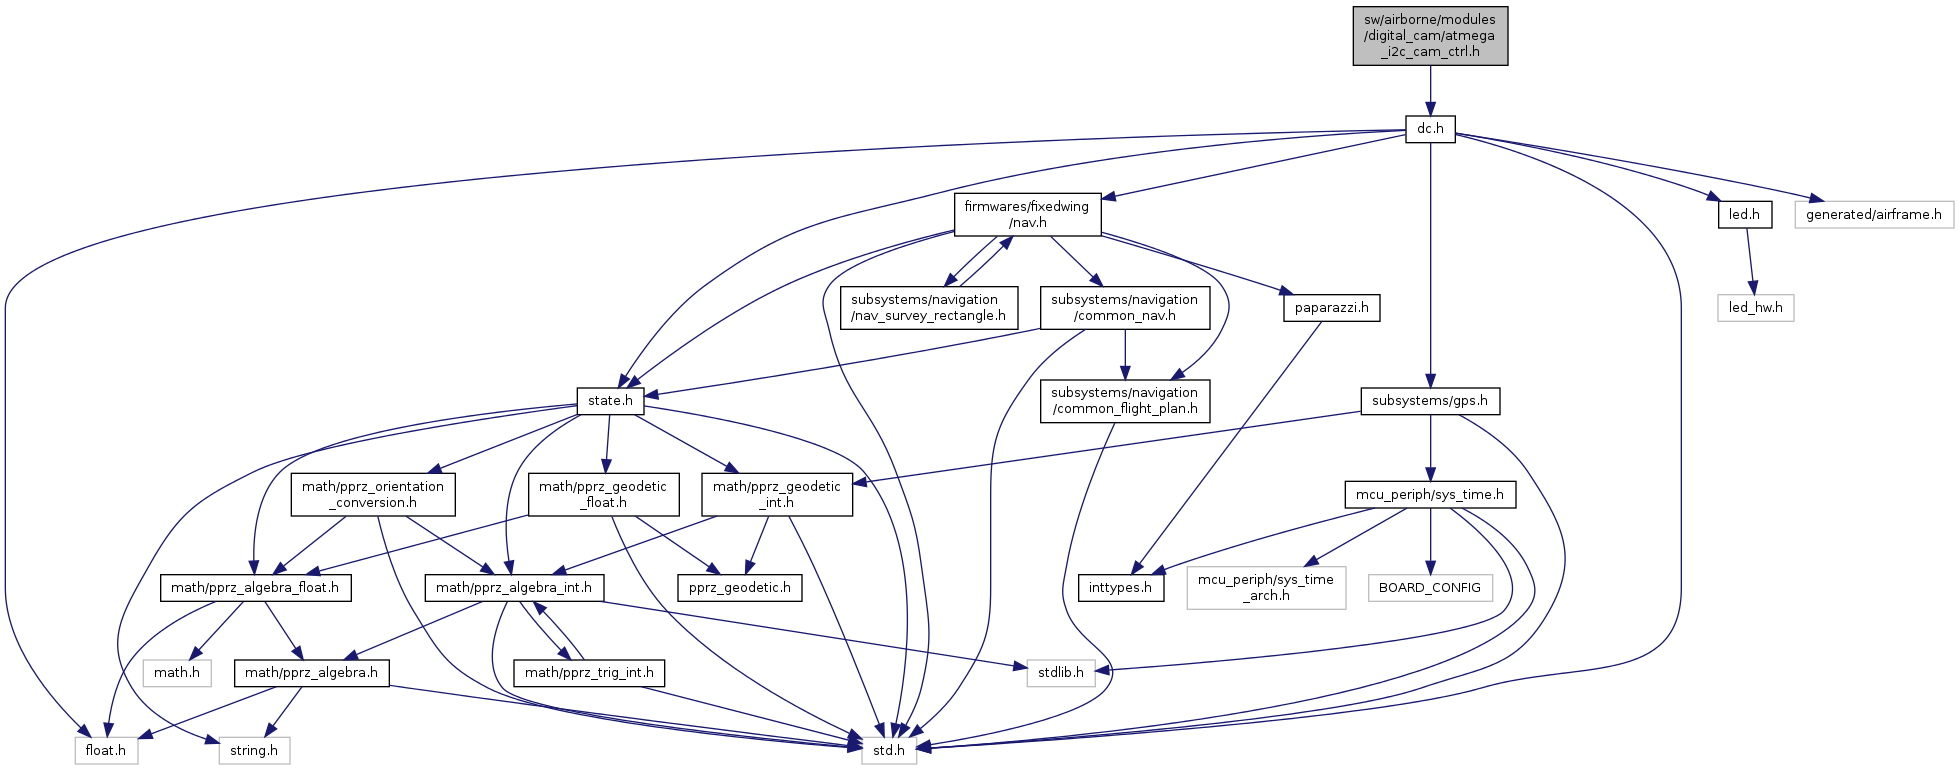 sw/airborne/modules
/digital_cam/atmega
_i2c_cam_ctrl.h
dc.h
firmwares/fixedwing
/nav.h
led.h
generated/airframe.h
subsystems/navigation
/nav_survey_rectangle.h
subsystems/navigation
/common_nav.h
paparazzi.h
led_hw.h
state.h
subsystems/navigation
/common_flight_plan.h
subsystems/gps.h
math/pprz_orientation
_conversion.h
math/pprz_geodetic
_float.h
math/pprz_geodetic
_int.h
mcu_periph/sys_time.h
math/pprz_algebra_float.h
math/pprz_algebra_int.h
pprz_geodetic.h
inttypes.h
mcu_periph/sys_time
_arch.h
BOARD_CONFIG
math.h
math/pprz_algebra.h
math/pprz_trig_int.h
stdlib.h
float.h
string.h
std.h